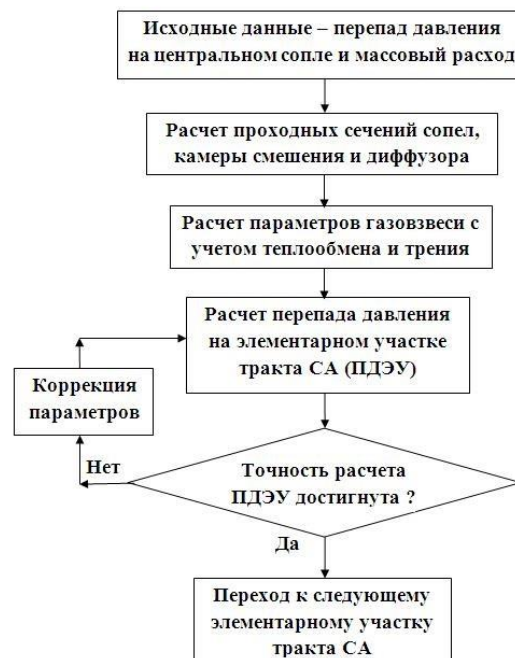 Исходные данные – перепад давления
на центральном сопле и массовый расход
Расчет проходных сечений сопел,
камеры смешения и диффузора
Расчет параметров газовзвеси с
учетом теплообмена и трения
Расчет перепада давления
на элементарном участке
тракта СА (ПДЭУ)
Коррекция
параметров
Нет
Точность расчета
ПДЭУ достигнута ?
Да
Переход к следующему
элементарному участку
тракта СА